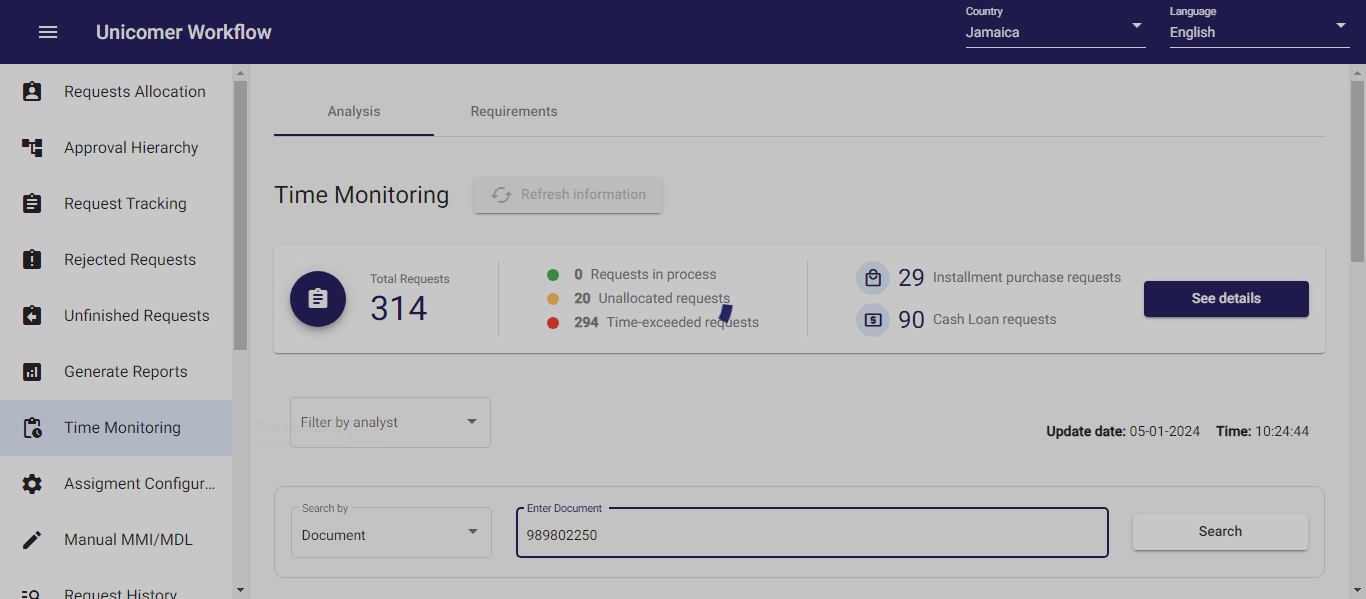 Unicomer Workflow
Country
Jamaica
Language
English
Requests Allocation
Approval Hierarchy
Request Tracking
Rejected Requests
Unfinished Requests
Generate Reports
Time Monitoring
Assigment Configur...
Manual MMI/MDL
Request History
Analysis
Requirements
Time Monitoring
Refresh information
Total Requests
314
0 Requests in process
20 Unallocated requests
294 Time-exceeded requests
29 Installment purchase requests
90 Cash Loan requests
See details
Filter by analyst
Update date: 05-01-2024 Time: 10:24:44
Search by
Document
Enter Document
989802250
Search